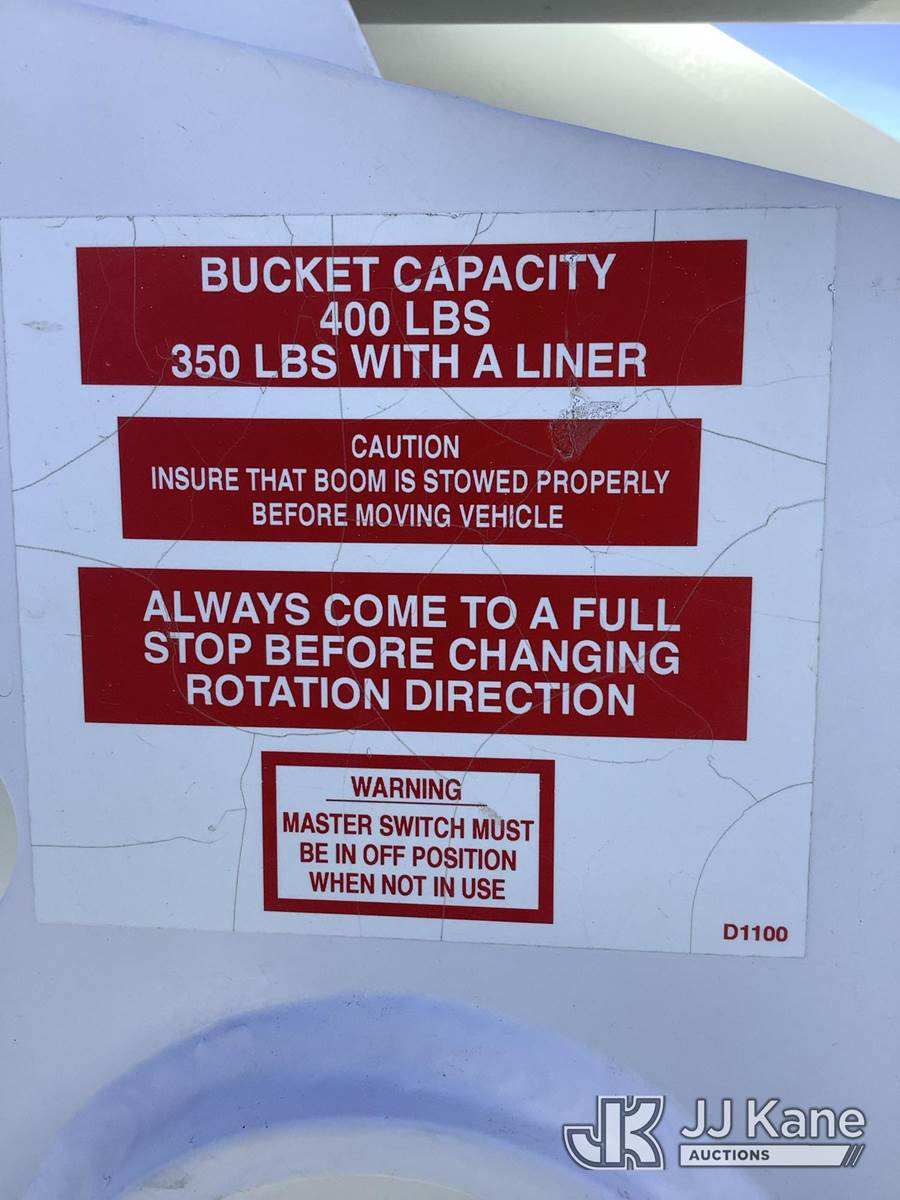 BUCKET CAPACITY
400 LBS
350 LBS WITH A LINER
CAUTION
INSURE THAT BOOM IS STOWED PROPERLY
BEFORE MOVING VEHICLE
ALWAYS COME TO A FULL
STOP BEFORE CHANGING
ROTATION DIRECTION
WARNING
MASTER SWITCH MUST
BE IN OFF POSITION
WHEN NOT IN USE
D1100
JK JJ Kane
AUCTIONS